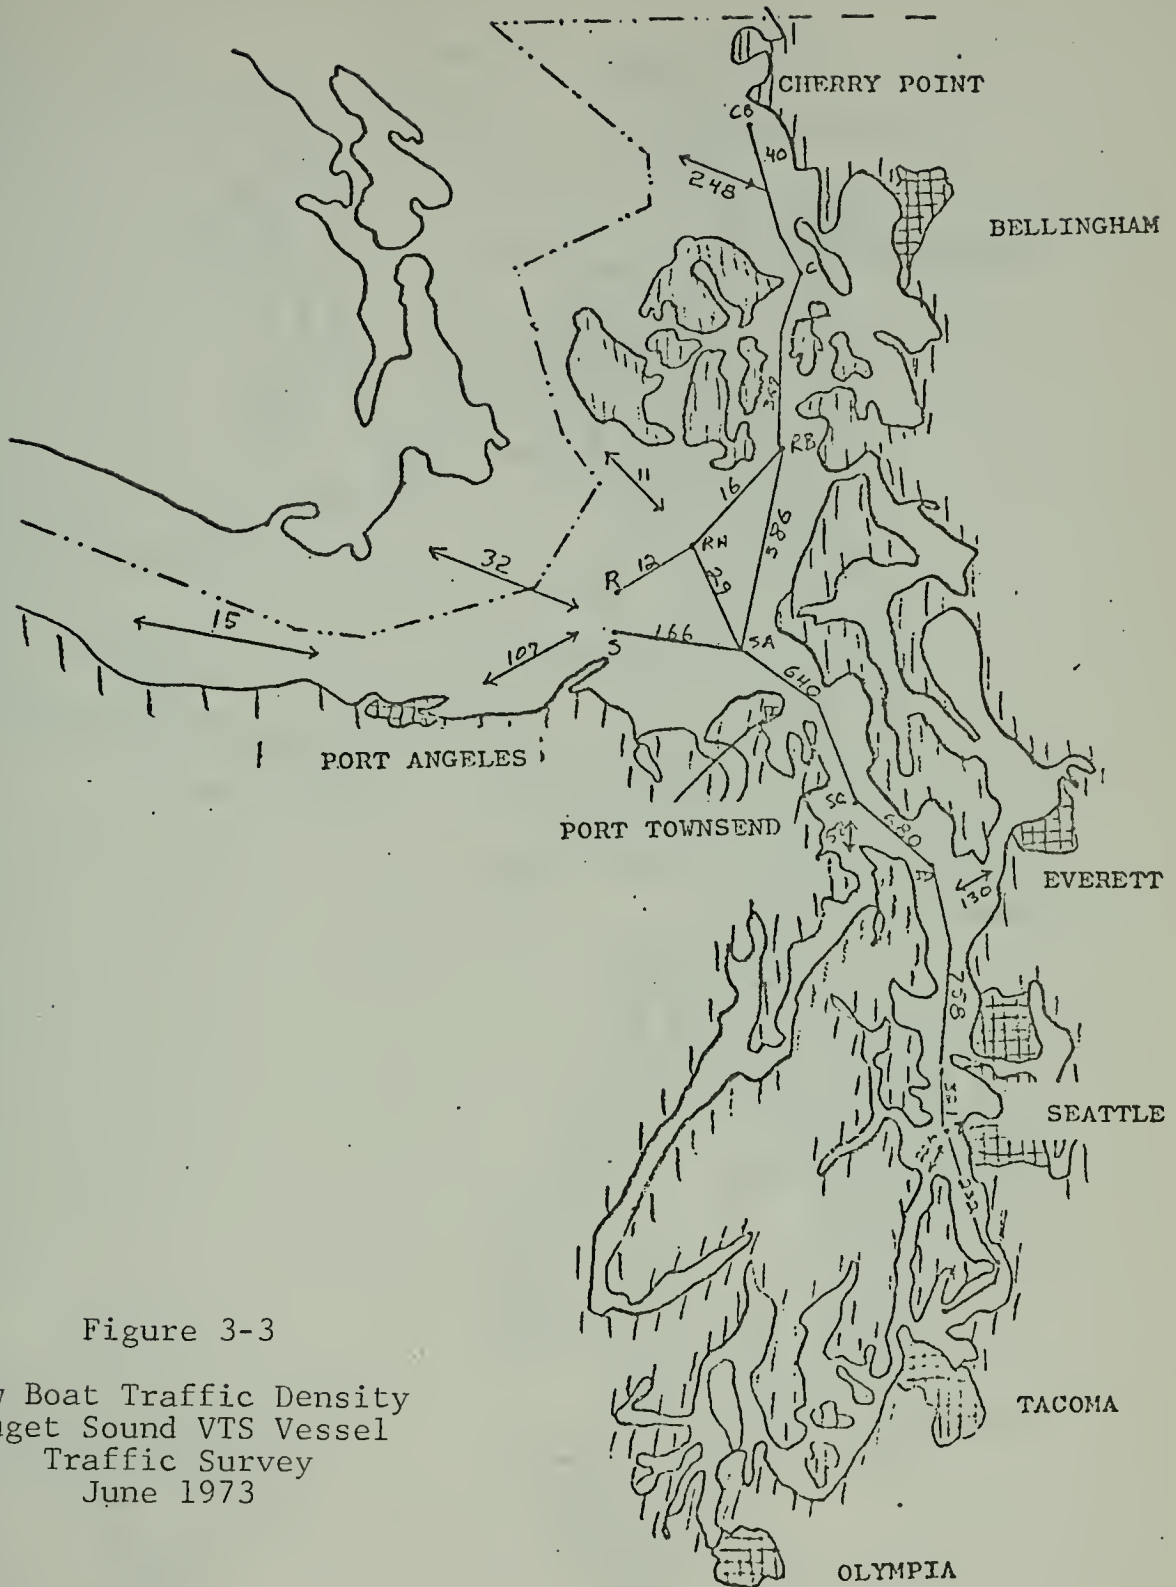 CHERRY POINT
CB
40
248
BELLINGHAM
C
RB
11
16
586
32
RH
12
R
29
15
166
SA
107
S
640
PORT ANGELES
SC
680
PORT TOWNSEND
EVERETT
130
758
SEATTLE
232
Figure 3-3
Boat Traffic Density
get Sound VTS Vessel
Traffic Survey
June 1973
TACOMA
OLYMPIA